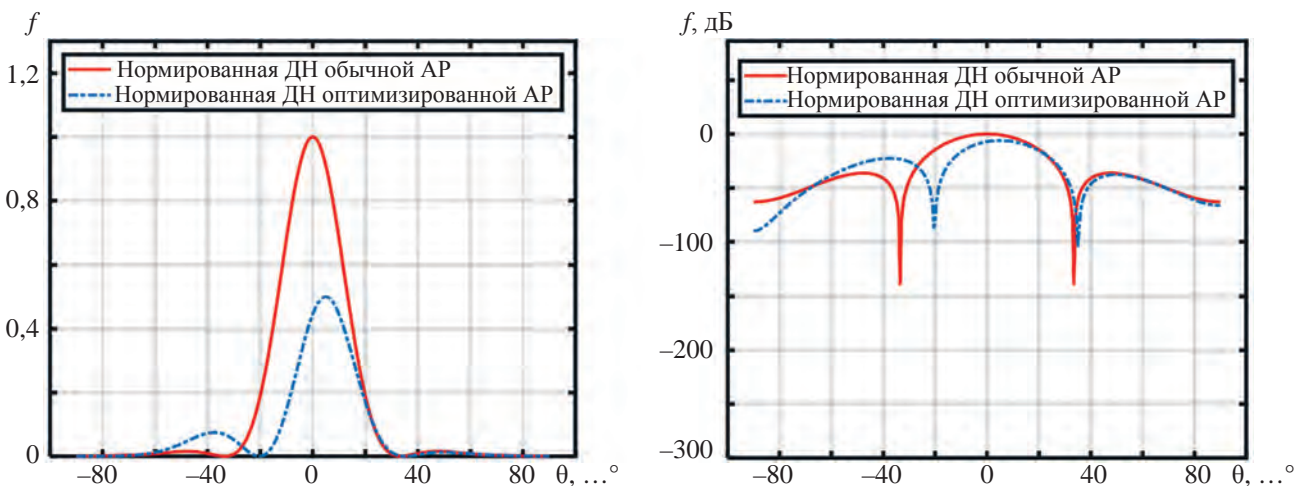 f
1,2
0,8
0,4
0
Нормированная ДН обычной АР
Нормированная ДН оптимизированной АР
–80 –40 0 40 80 θ, …°
f, дБ
0
–100
–200
–300
Нормированная ДН обычной АР
Нормированная ДН оптимизированной АР
–80 –40 0 40 80 θ, …°